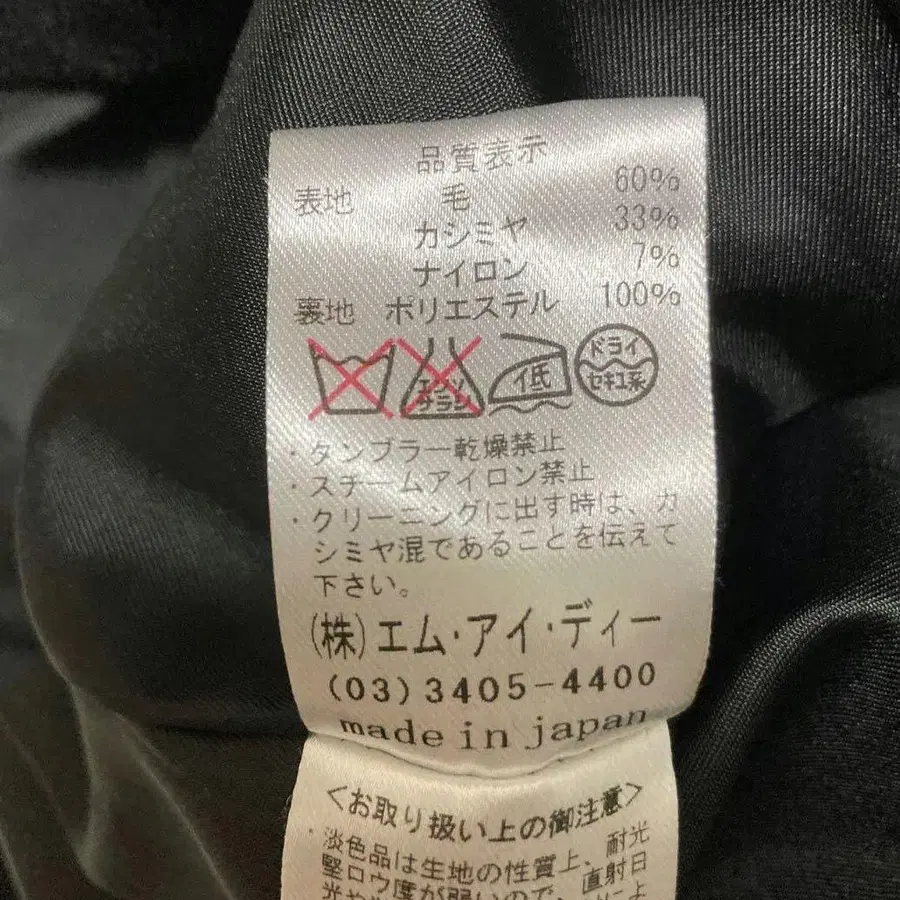 品質表示
表地 毛 60%
カシミヤ 33%
ナイロン 7%
裏地 ポリエステル 100%
エンソ
サラシ
低
ドライ
セキユ系
・タンブラー乾燥禁止
・スチームアイロン禁止
・クリーニングに出す時は、カ
シミヤ混であることを伝えて
下さい。
(株)エム・アイ・ディー
(03)3405-4400
made in japan
<お取り扱い上の御注意>
・淡色品は生地の性質上、耐光
堅ロウ度が弱いので、直射日